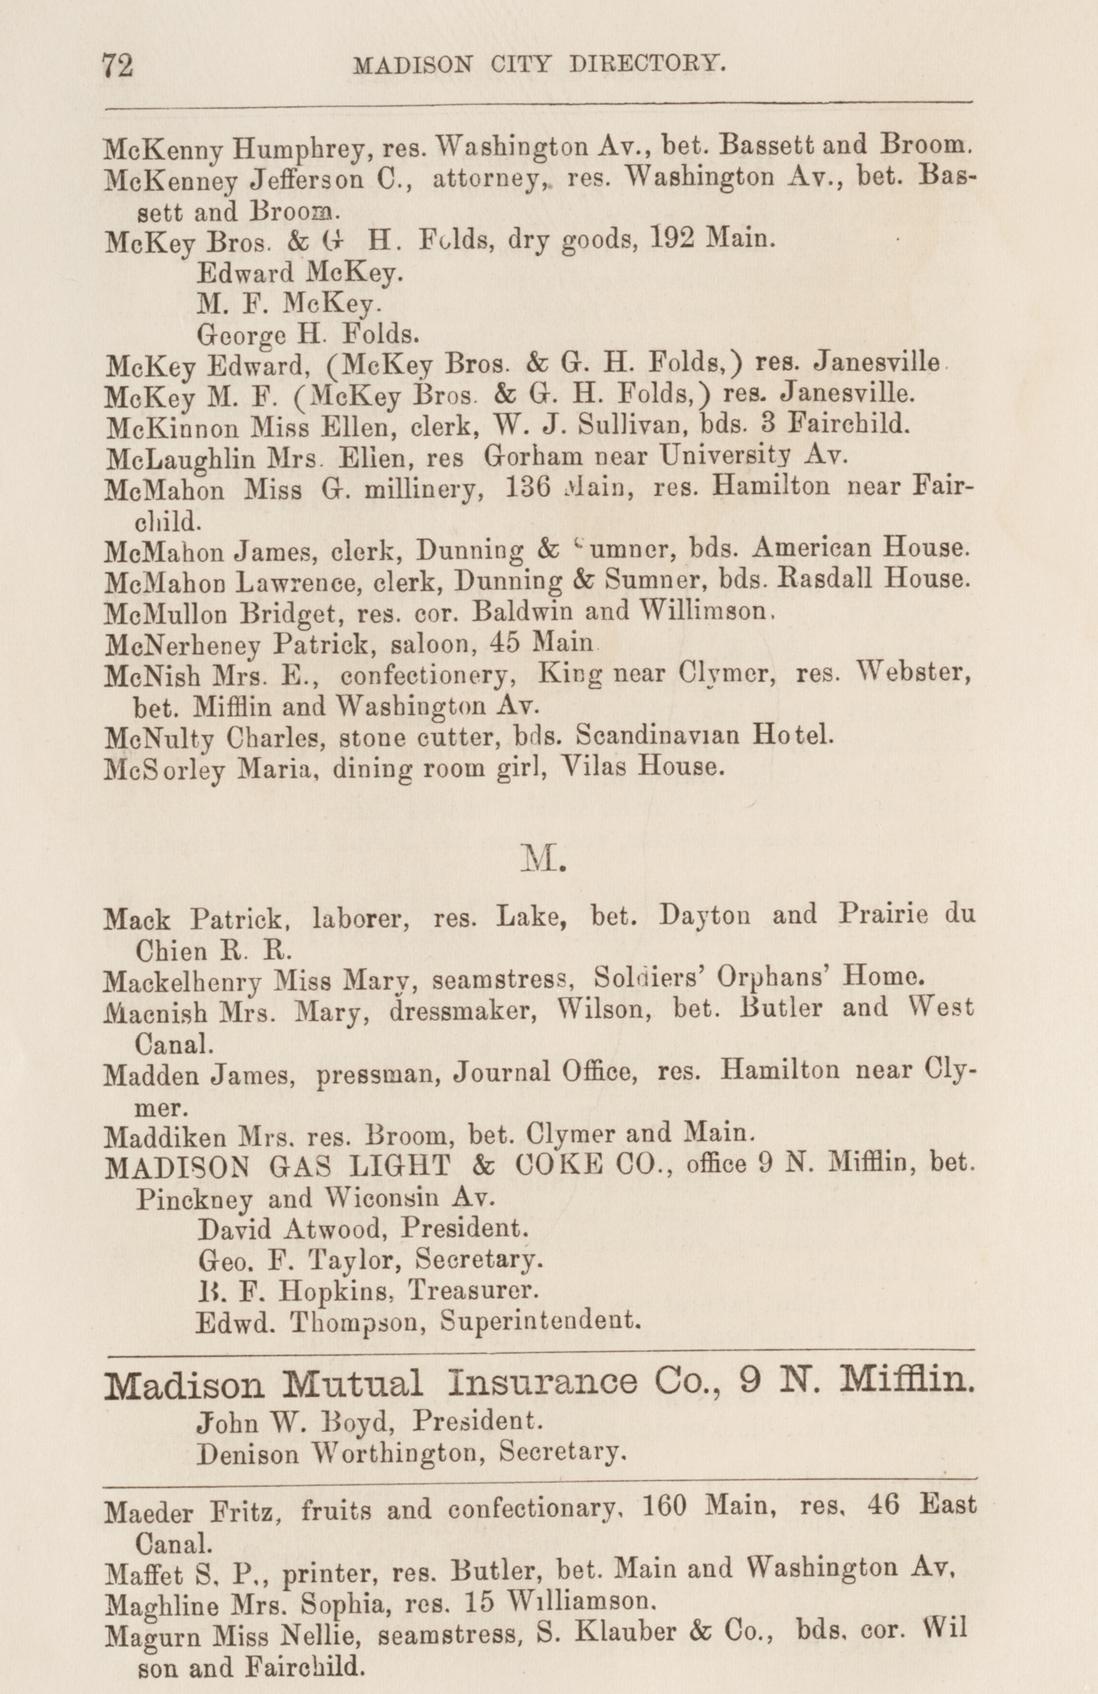 72 MADISON CITY DIRECTORY.
McKenny Humphrey, res. Washington Av., bet. Bassett and Broom.
McKenney Jefferson C., attorney, res. Washington Av., bet. Bas-
sett and Broom.
McKey Bros. & G H. Folds, dry goods, 192 Main.
Edward McKey.
M. F. McKey.
George H. Folds.
McKey Edward, (McKey Bros. & G. H. Folds,) res. Janesville.
McKey M. F. (McKey Bros. & G. H. Folds,) res. Janesville.
McKinnon Miss Ellen, clerk, W. J. Sullivan, bds. 3 Fairchild.
McLaughlin Mrs. Ellen, res Gorham near University Av.
McMahon Miss G. millinery, 136 Main, res. Hamilton near Fair-
child.
McMahon James, clerk, Dunning & Sumner, bds. American House.
McMahon Lawrence, clerk, Dunning & Sumner, bds. Rasdall House.
McMullon Bridget, res. cor. Baldwin and Willimson.
McNerheney Patrick, saloon, 45 Main.
McNish Mrs. E., confectionery, King near Clymer, res. Webster,
bet. Mifflin and Washington Av.
McNulty Charles, stone cutter, bds. Scandinavian Hotel.
McSorley Maria, dining room girl, Vilas House.
M.
Mack Patrick, laborer, res. Lake, bet. Dayton and Prairie du
Chien R. R.
Mackelhenry Miss Mary, seamstress, Soldiers' Orphans' Home.
Macnish Mrs. Mary, dressmaker, Wilson, bet. Butler and West
Canal.
Madden James, pressman, Journal Office, res. Hamilton near Cly-
mer.
Maddiken Mrs. res. Broom, bet. Clymer and Main.
MADISON GAS LIGHT & COKE CO., office 9 N. Mifflin, bet.
Pinckney and Wiconsin Av.
David Atwood, President.
Geo. F. Taylor, Secretary.
B. F. Hopkins, Treasurer.
Edwd. Thompson, Superintendent.
Madison Mutual Insurance Co., 9 N. Mifflin.
John W. Boyd, President.
Denison Worthington, Secretary.
Maeder Fritz, fruits and confectionary, 160 Main, res. 46 East
Canal.
Maffet S. P., printer, res. Butler, bet. Main and Washington Av.
Maghline Mrs. Sophia, res. 15 Williamson.
Magurn Miss Nellie, seamstress, S. Klauber & Co., bds. cor. Wil
son and Fairchild.